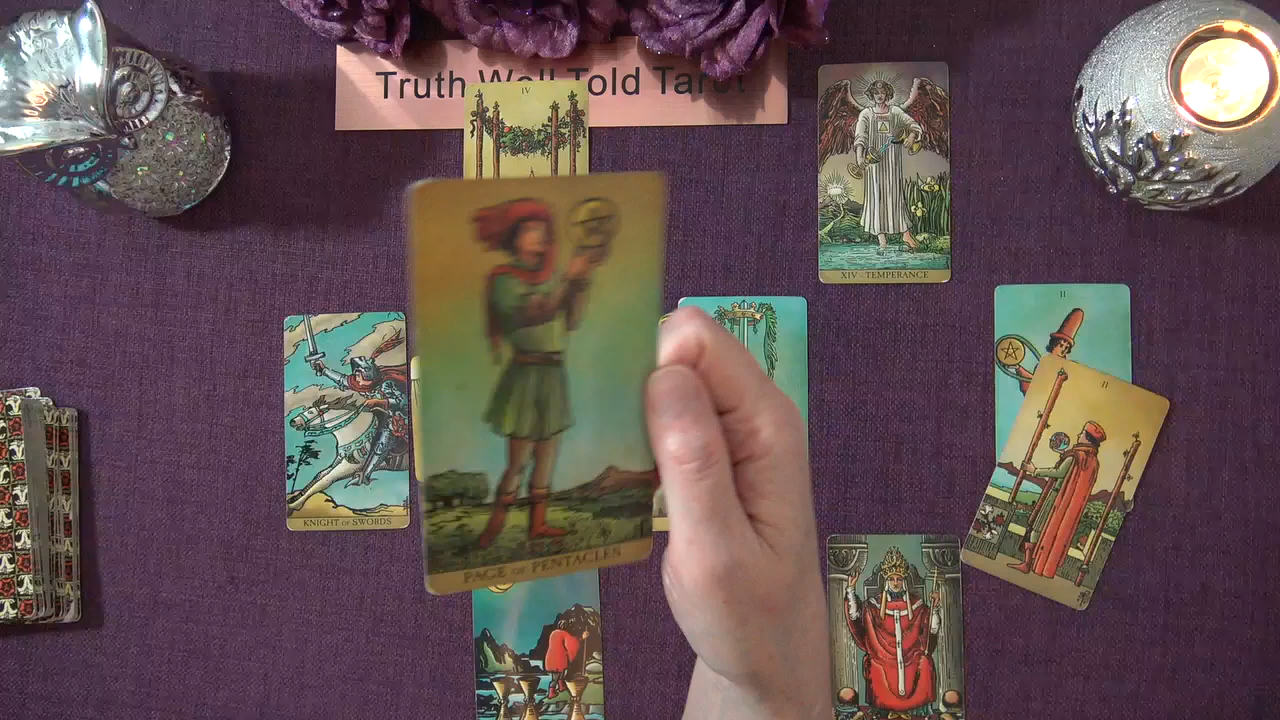 Truth Well Told Tarot
IV
XIV · TEMPERANCE
II
II
KNIGHT OF SWORDS
PAGE OF PENTACLES